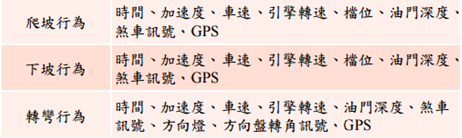 爬坡行為
時間、加速度、車速、引擎轉速、檔位、油門深度、
煞車訊號、GPS
下坡行為
時間、加速度、車速、引擎轉速、檔位、油門深度、
煞車訊號、GPS
轉彎行為
時間、加速度、車速、引擎轉速、油門深度、煞車
訊號、方向燈、方向盤轉角訊號、GPS